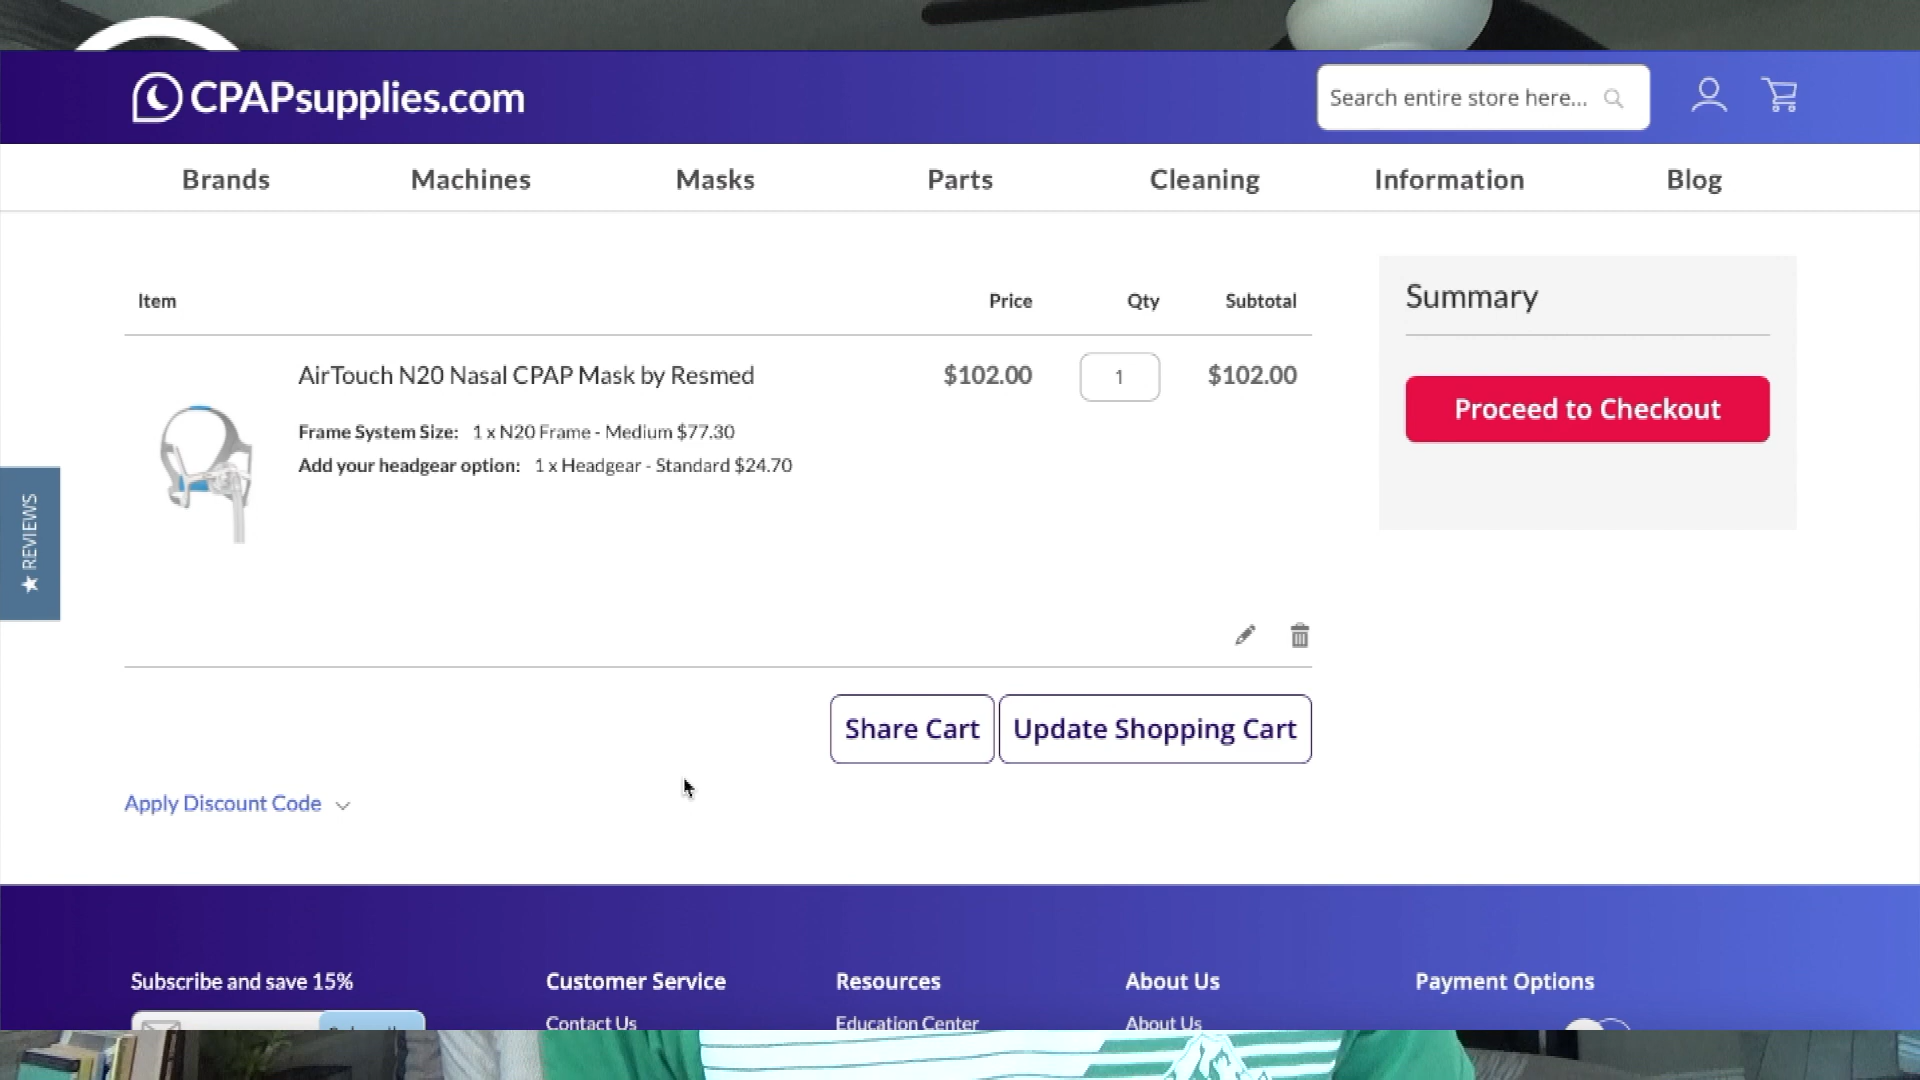 CPAPsupplies.com
Search entire store here...
Brands Machines Masks Parts Cleaning Information Blog
Item Price Qty Subtotal
AirTouch N20 Nasal CPAP Mask by Resmed $102.00 1 $102.00
Frame System Size: 1 x N20 Frame - Medium $77.30
Add your headgear option: 1 x Headgear - Standard $24.70
Summary
Proceed to Checkout
★ REVIEWS
Share Cart Update Shopping Cart
Apply Discount Code
Subscribe and save 15% Customer Service Resources About Us Payment Options
Contact Us Education Center About Us